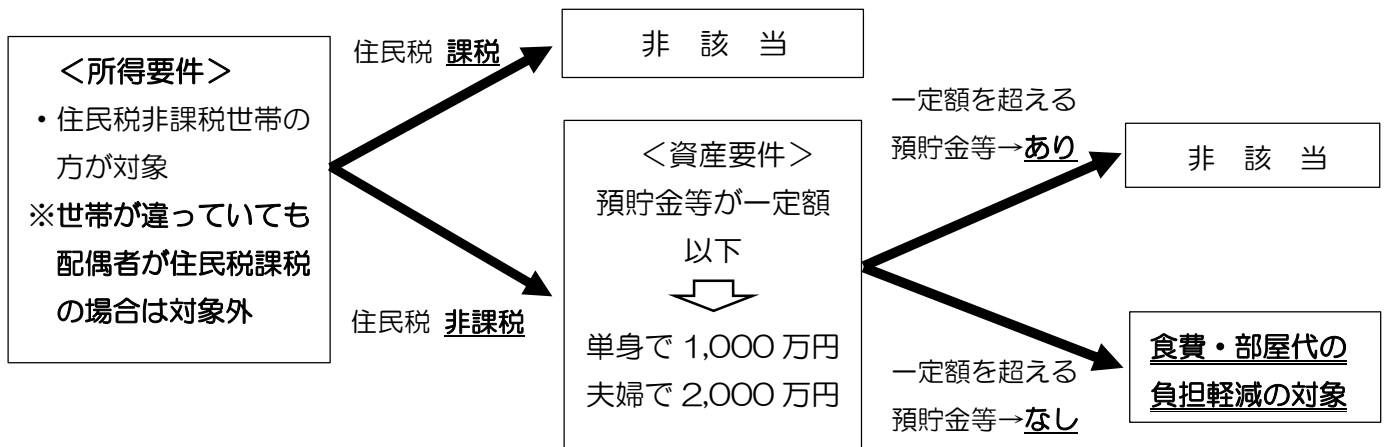 ＜所得要件＞
・住民税非課税世帯の
方が対象
※世帯が違っていても
配偶者が住民税課税
の場合は対象外
住民税 課税
非 該 当
住民税 非課税
＜資産要件＞
預貯金等が一定額
以下
単身で 1,000 万円
夫婦で 2,000 万円
一定額を超える
預貯金等→あり
非 該 当
一定額を超える
預貯金等→なし
食費・部屋代の
負担軽減の対象